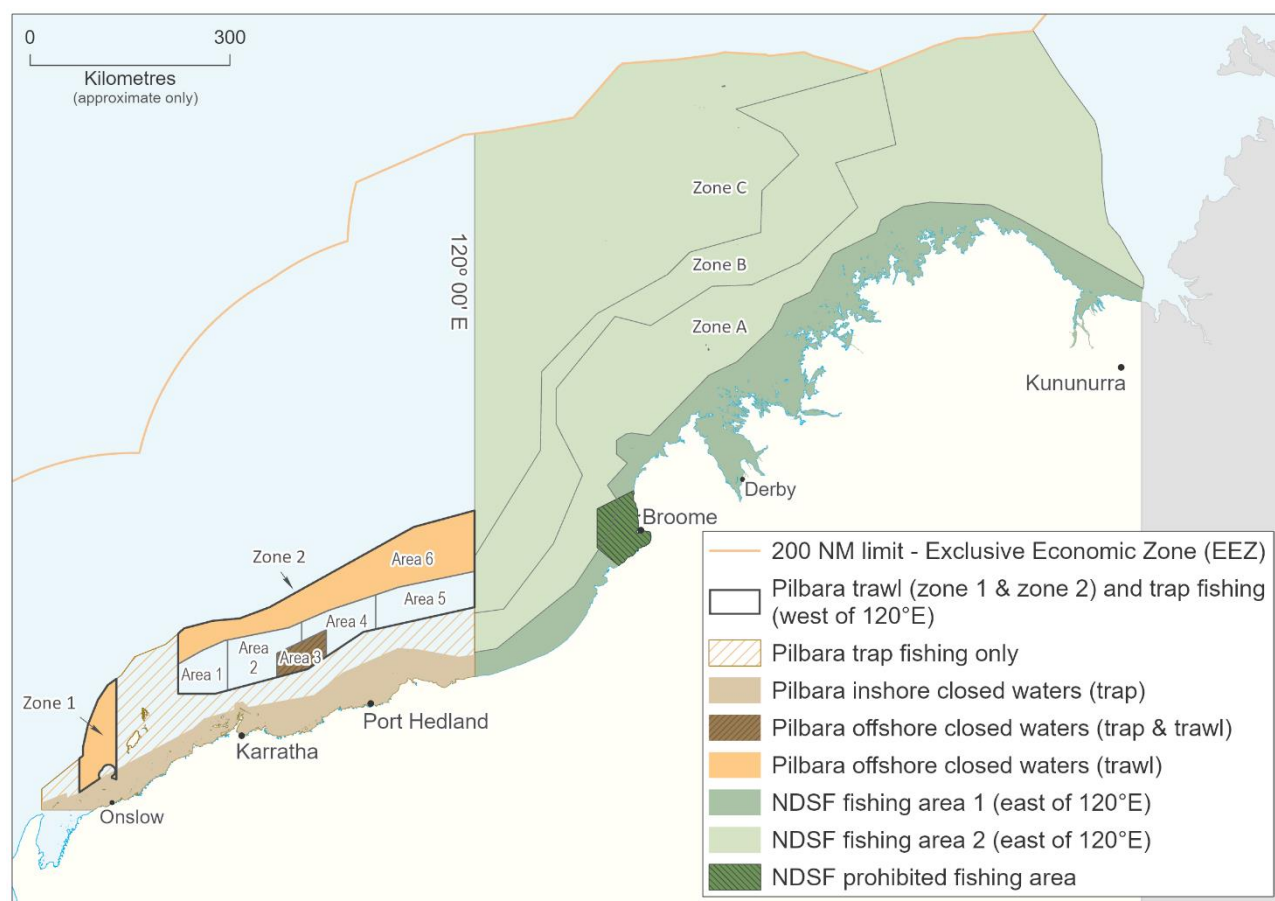 0 300
Kilometres
(approximate only)
Zone C
120º 00' E
Zone B
Zone A
Kununurra
Derby
Broome
Zone 2
Area 6
Area 5
Area 4
Area 3
Area 2
Area 1
Zone 1
Port Hedland
Karratha
Onslow
200 NM limit - Exclusive Economic Zone (EEZ)
Pilbara trawl (zone 1 & zone 2) and trap fishing
(west of 120°E)
Pilbara trap fishing only
Pilbara inshore closed waters (trap)
Pilbara offshore closed waters (trap & trawl)
Pilbara offshore closed waters (trawl)
NDSF fishing area 1 (east of 120°E)
NDSF fishing area 2 (east of 120°E)
NDSF prohibited fishing area